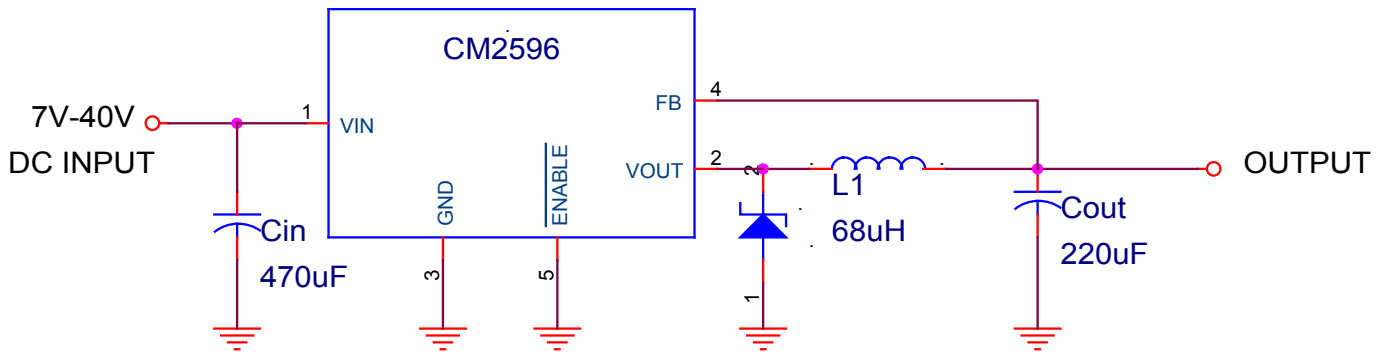 CM2596
7V-40V
DC INPUT
1
VIN
FB
4
VOUT
2
GND
ENABLE
3
5
Cin
470uF
2
1
L1
68uH
Cout
220uF
OUTPUT